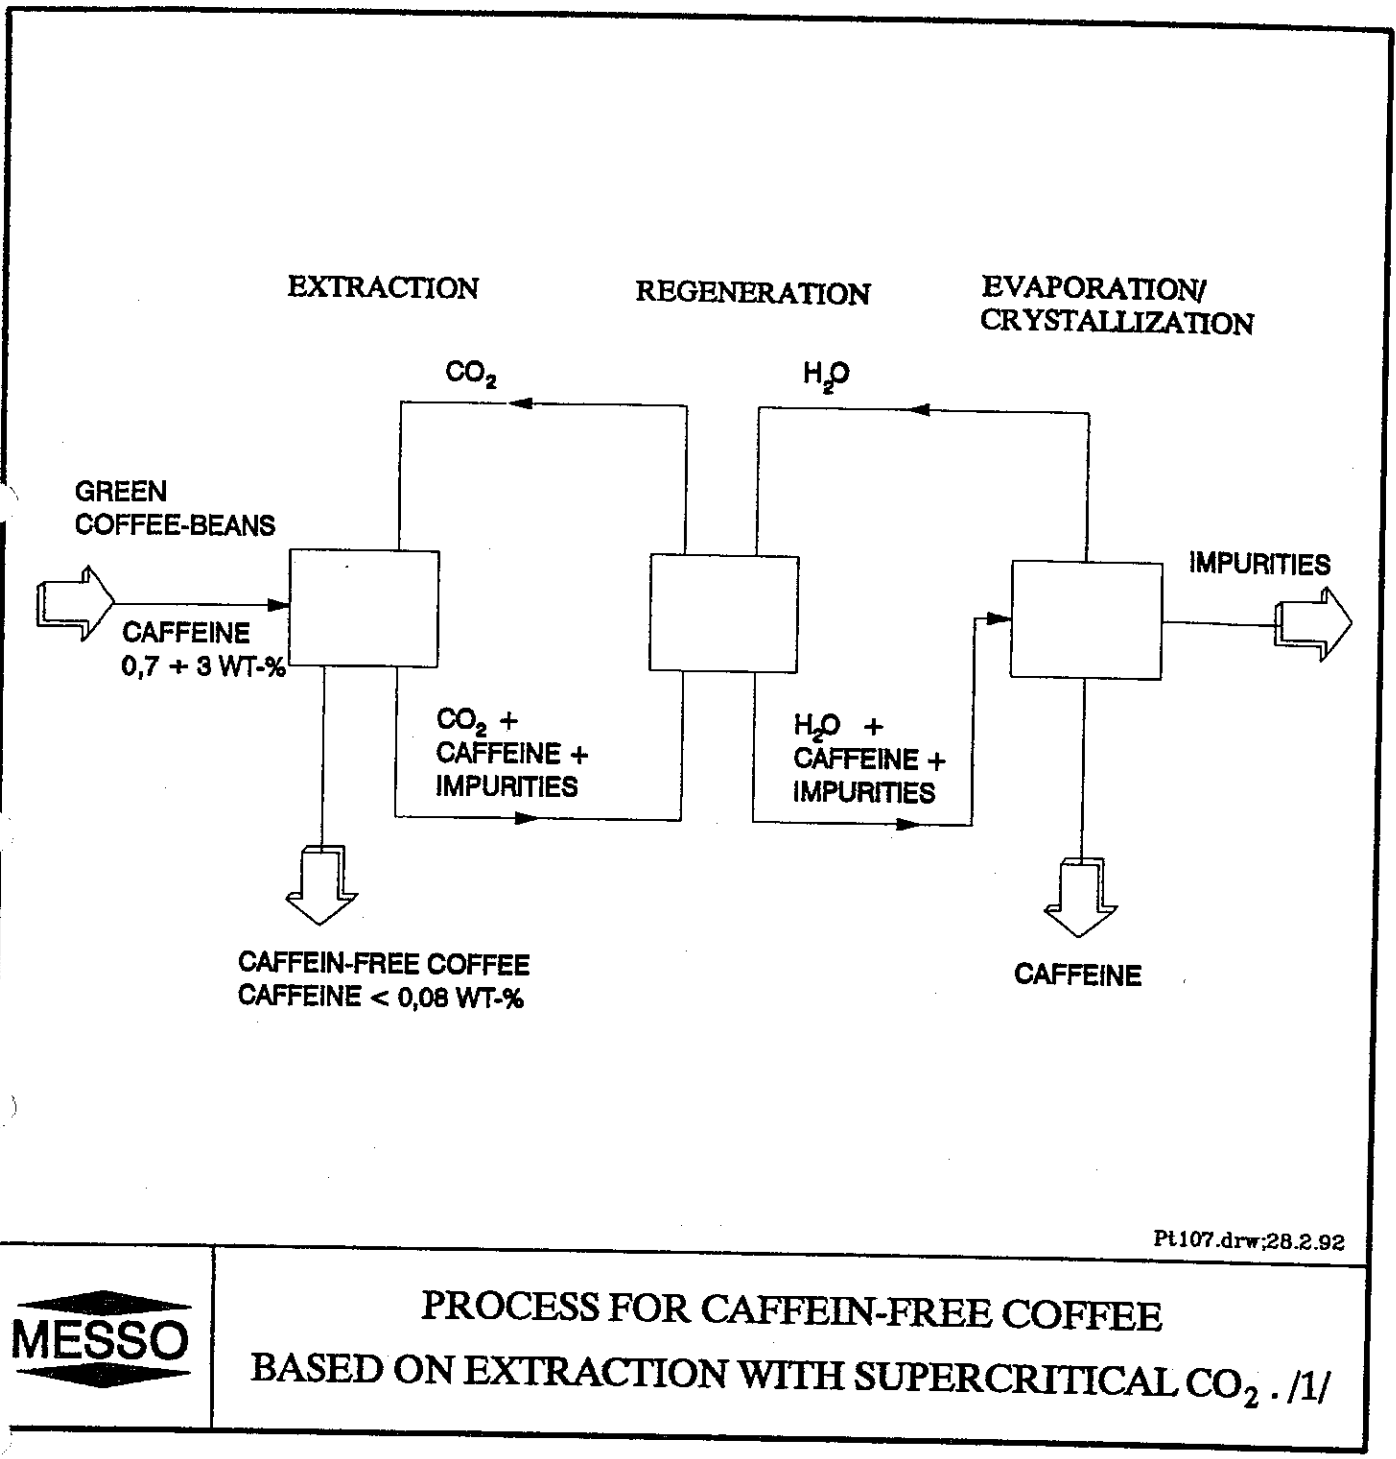 EXTRACTION
REGENERATION
EVAPORATION/
CRYSTALLIZATION
CO₂
H₂O
GREEN
COFFEE-BEANS
CAFFEINE
0,7 + 3 WT-%
IMPURITIES
CO₂ +
CAFFEINE +
IMPURITIES
H₂O +
CAFFEINE +
IMPURITIES
CAFFEIN-FREE COFFEE
CAFFEINE < 0,08 WT-%
CAFFEINE
Pt107.drw;28.2.92
MESSO
PROCESS FOR CAFFEIN-FREE COFFEE
BASED ON EXTRACTION WITH SUPERCRITICAL CO₂ . /1/